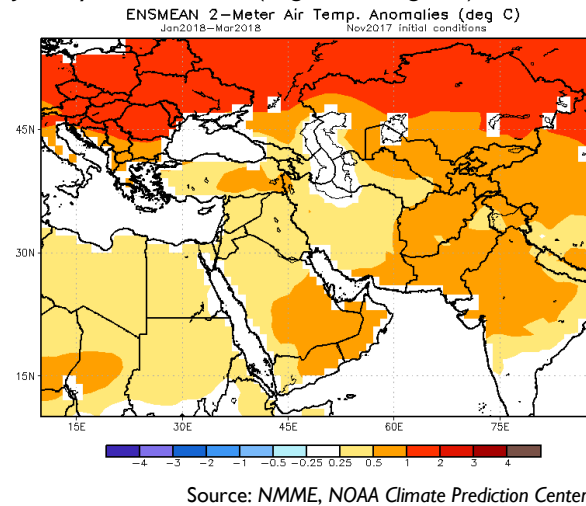 ENSMEAN 2-Meter Air Temp. Anomalies (deg C)
Jan2018-Mar2018 Nov2017 initial conditions
45N
30N
15N
15E 30E 45E 60E 75E
-4 -3 -2 -1 -0.5 -0.25 0.25 0.5 1 2 3 4
Source: NMME, NOAA Climate Prediction Center